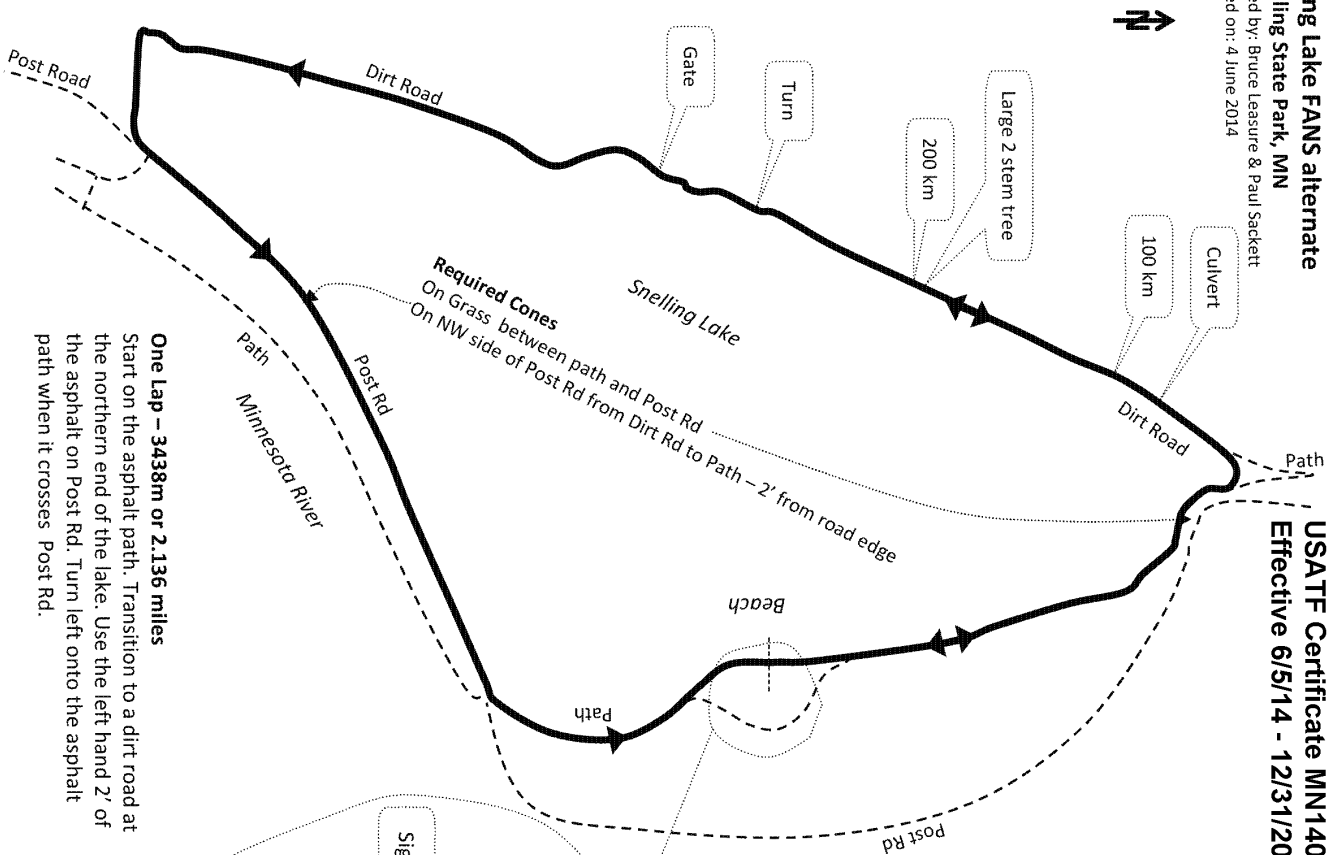 ng Lake FANS alternate
ling State Park, MN
ed by: Bruce Leasure & Paul Sackett
ed on: 4 June 2014
N
USATF Certificate MN140
Effective 6/5/14 - 12/31/20
Path
Culvert
100 km
Dirt Road
Large 2 stem tree
200 km
Turn
Gate
Dirt Road
Post Road
Snelling Lake
Required Cones
On Grass between path and Post Rd
On NW side of Post Rd from Dirt Rd to Path – 2' from road edge
Beach
Path
Post Rd
Post Rd
Path
Minnesota River
One Lap – 3438m or 2.136 miles
Start on the asphalt path. Transition to a dirt road at
the northern end of the lake. Use the left hand 2' of
the asphalt on Post Rd. Turn left onto the asphalt
path when it crosses Post Rd.
Sig